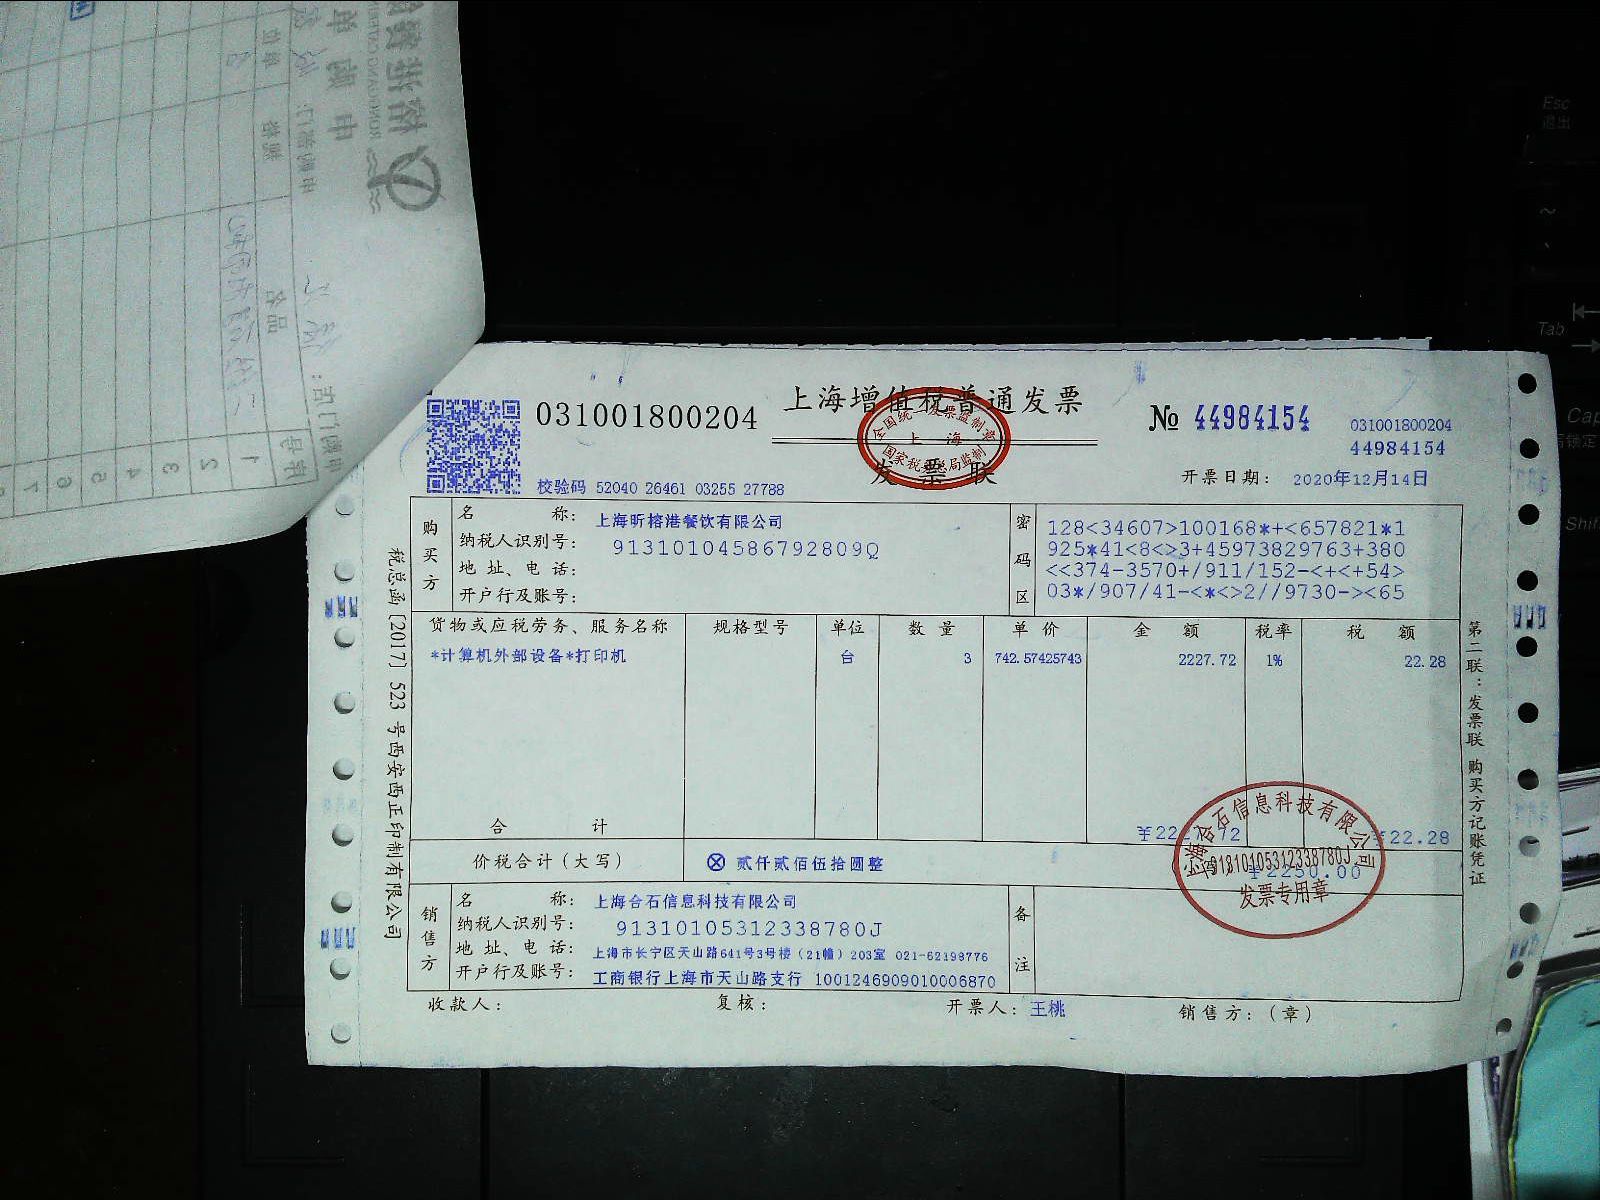 上海增值税普通发票
发票联
全国统一发票监制章
上海
国家税务总局监制
031001800204
№ 44984154
031001800204
44984154
校验码 52040 26461 03255 27788
开票日期: 2020年12月14日
购买方
名称: 上海昕榕港餐饮有限公司
纳税人识别号: 91310104586792809Q
地址、电话:
开户行及账号:
密码区
128<34607>100168*+<657821*1
925*41<8<>3+45973829763+380
<<374-3570+/911/152-<+<+54>
03*/907/41-<*<>2//9730-><65
货物或应税劳务、服务名称 规格型号 单位 数量 单价 金额 税率 税额
*计算机外部设备*打印机 台 3 742.57425743 2227.72 1% 22.28
合计 ¥2227.72 ¥22.28
价税合计(大写) ⊗ 贰仟贰佰伍拾圆整 ¥2250.00
销售方
名称: 上海合石信息科技有限公司
纳税人识别号: 91310105312338780J
地址、电话: 上海市长宁区天山路641号3号楼(21幢)203室 021-62198776
开户行及账号: 工商银行上海市天山路支行 1001246909010006870
备注
收款人: 复核: 开票人: 王桃 销售方:(章)
上海合石信息科技有限公司
91310105312338780J
发票专用章
税总函〔2017〕523号西安西正印制有限公司
第二联:发票联 购买方记账凭证
Esc
退出
Tab
Cap
Shif